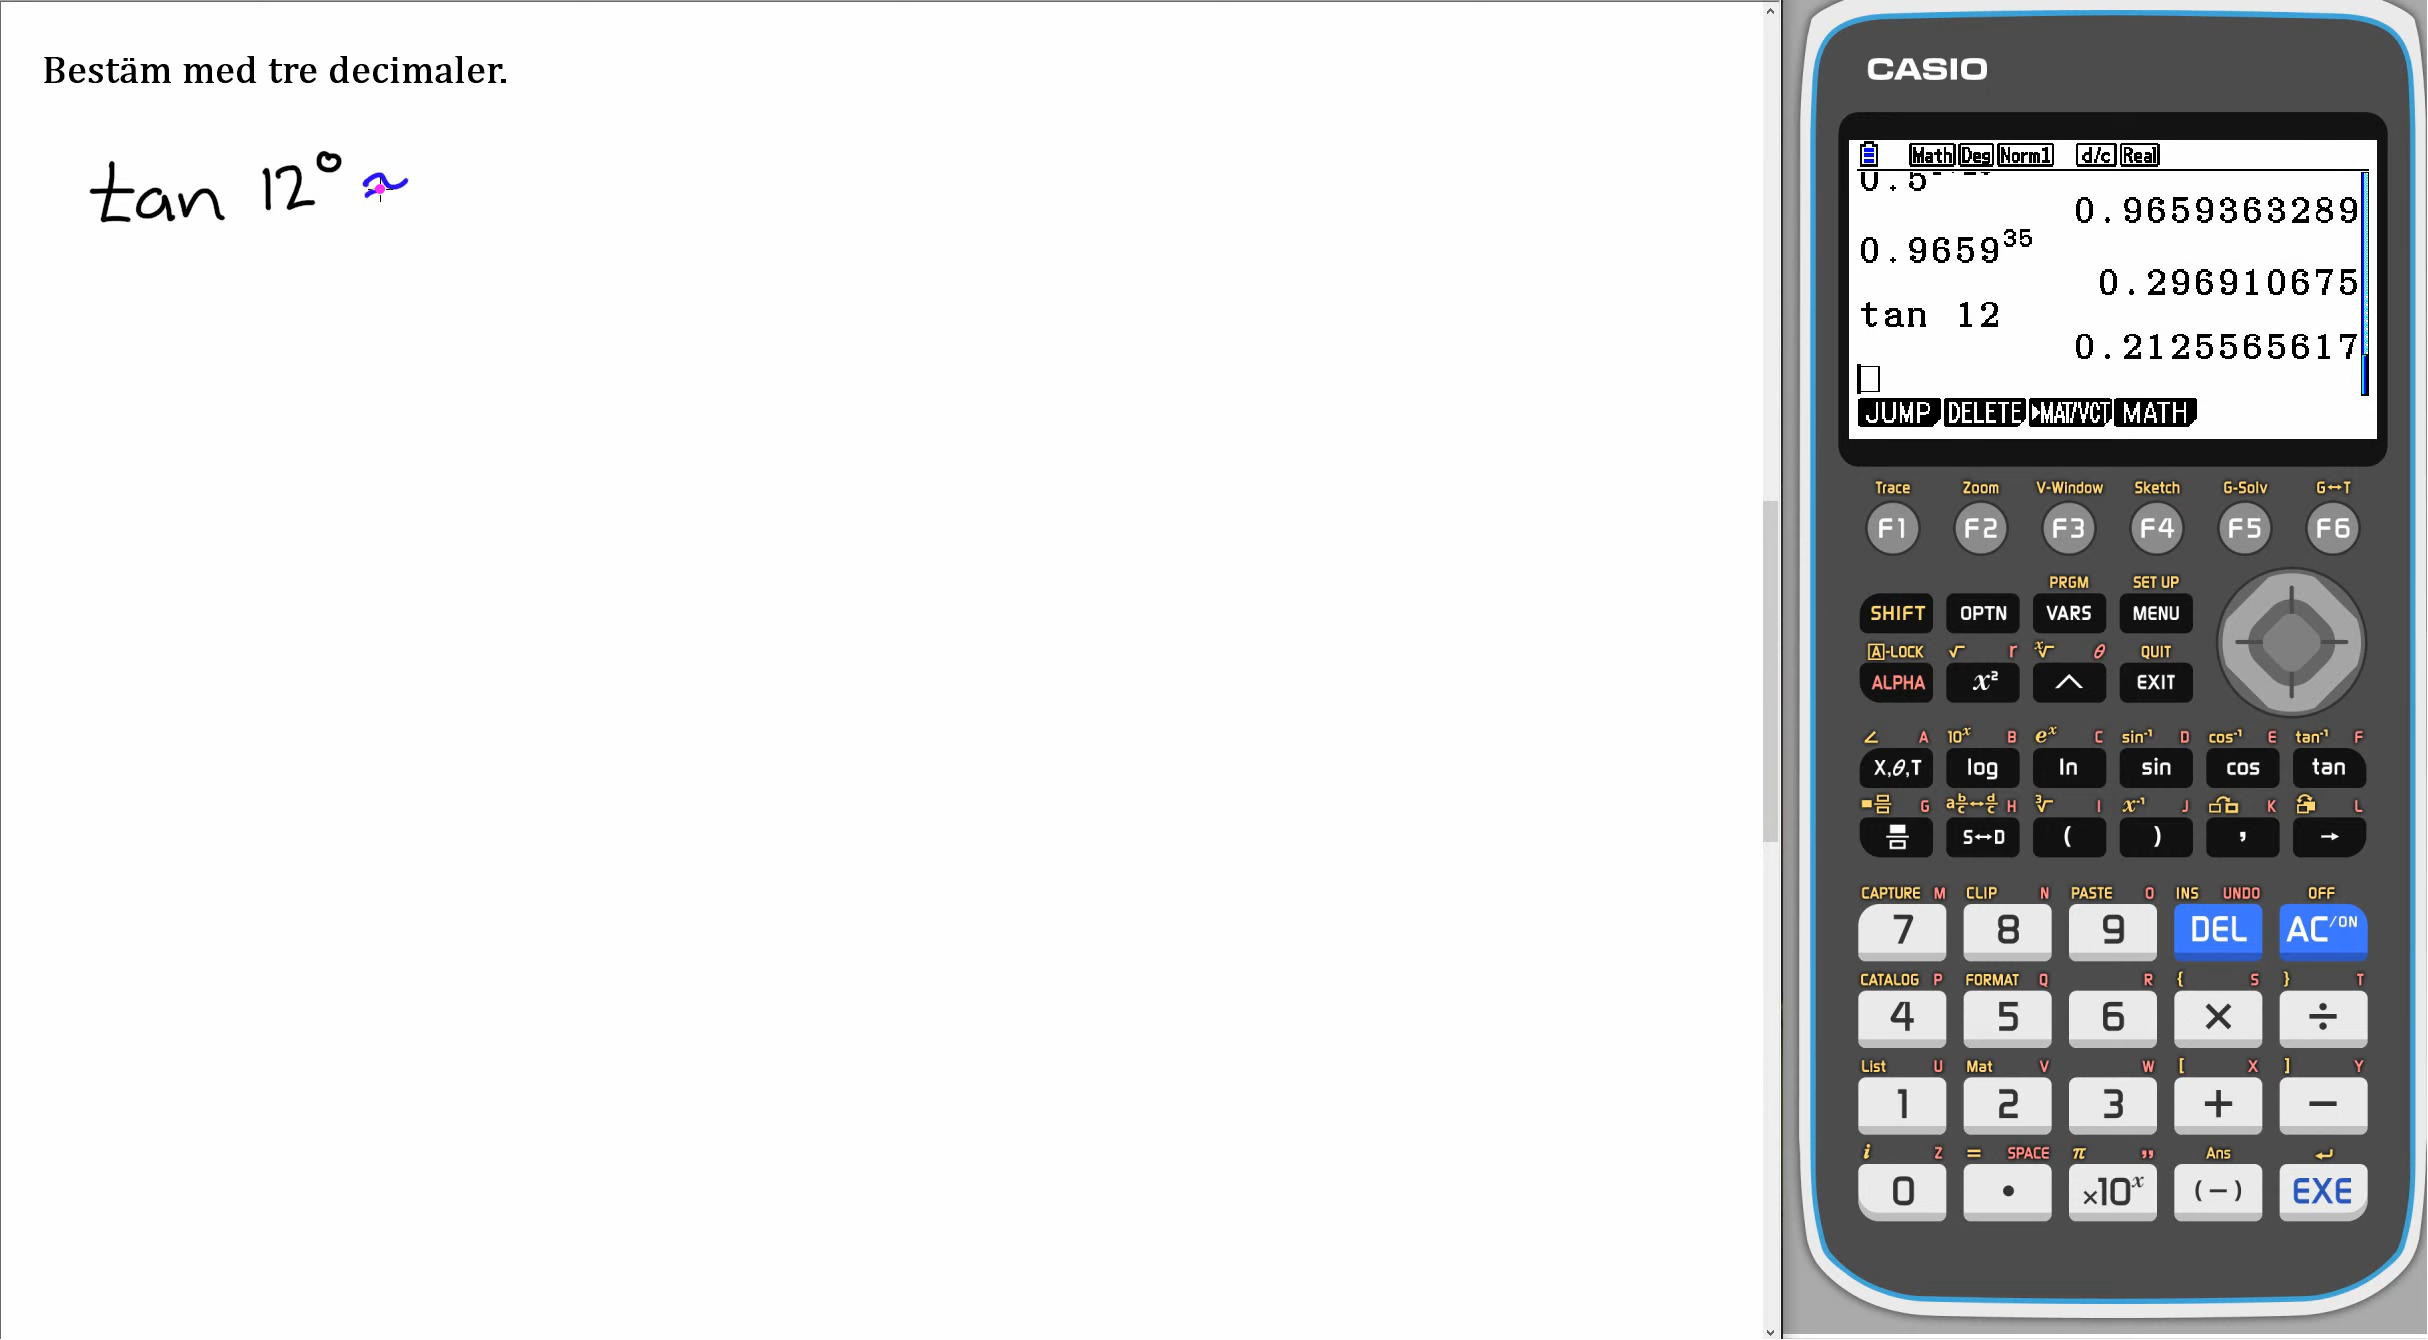 Bestäm med tre decimaler.
tan 12° ≈
CASIO
Math Deg Norm1 d/c Real
0.9659363289
0.9659³⁵
0.296910675
tan 12
0.2125565617
JUMP DELETE ▶MAT/VCT MATH
Trace Zoom V-Window Sketch G-Solv G↔T
F1 F2 F3 F4 F5 F6
PRGM SET UP
SHIFT OPTN VARS MENU
A-LOCK √ r ˣ√ θ QUIT
ALPHA x² ^ EXIT
∠ A 10ˣ B eˣ C sin⁻¹ D cos⁻¹ E tan⁻¹ F
X,θ,T log ln sin cos tan
G a b/c↔d/c H ³√ I x⁻¹ J K L
S↔D ( ) , →
CAPTURE M CLIP N PASTE O INS UNDO OFF
7 8 9 DEL AC/ON
CATALOG P FORMAT Q R { S } T
4 5 6 × ÷
List U Mat V W [ X ] Y
1 2 3 + −
i Z = SPACE π " Ans ↵
0 • ×10ˣ (−) EXE